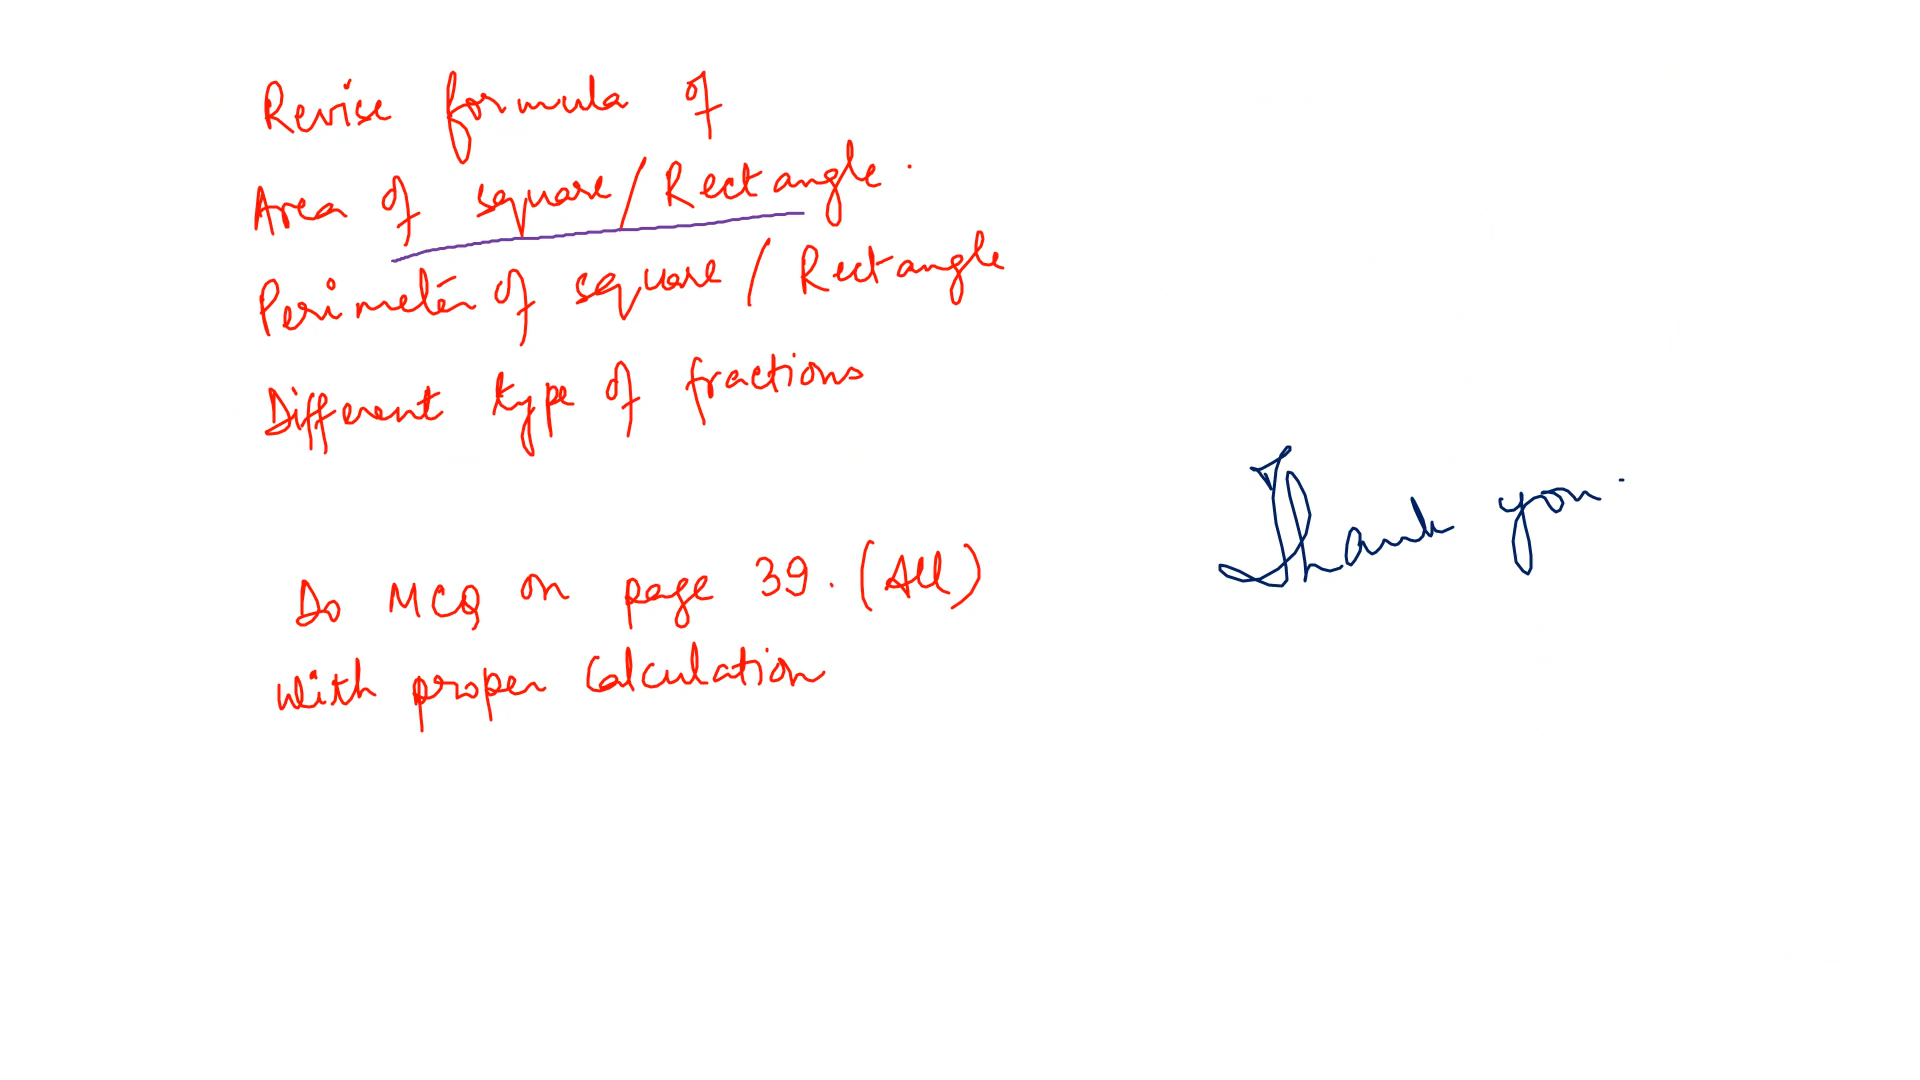 Revise formula of
Area of square/Rectangle.
Perimeter of square/Rectangle
Different type of fractions
Thank you.
Do MCQ on page 39. (All)
with proper calculation